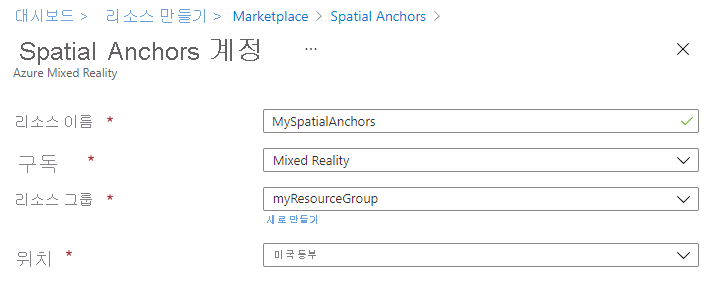 대시보드 > 리소스 만들기 > Marketplace > Spatial Anchors >
Spatial Anchors 계정 ...
Azure Mixed Reality
리소스 이름 * MySpatialAnchors
구독 * Mixed Reality
리소스 그룹 * myResourceGroup
새로 만들기
위치 * 미국 동부